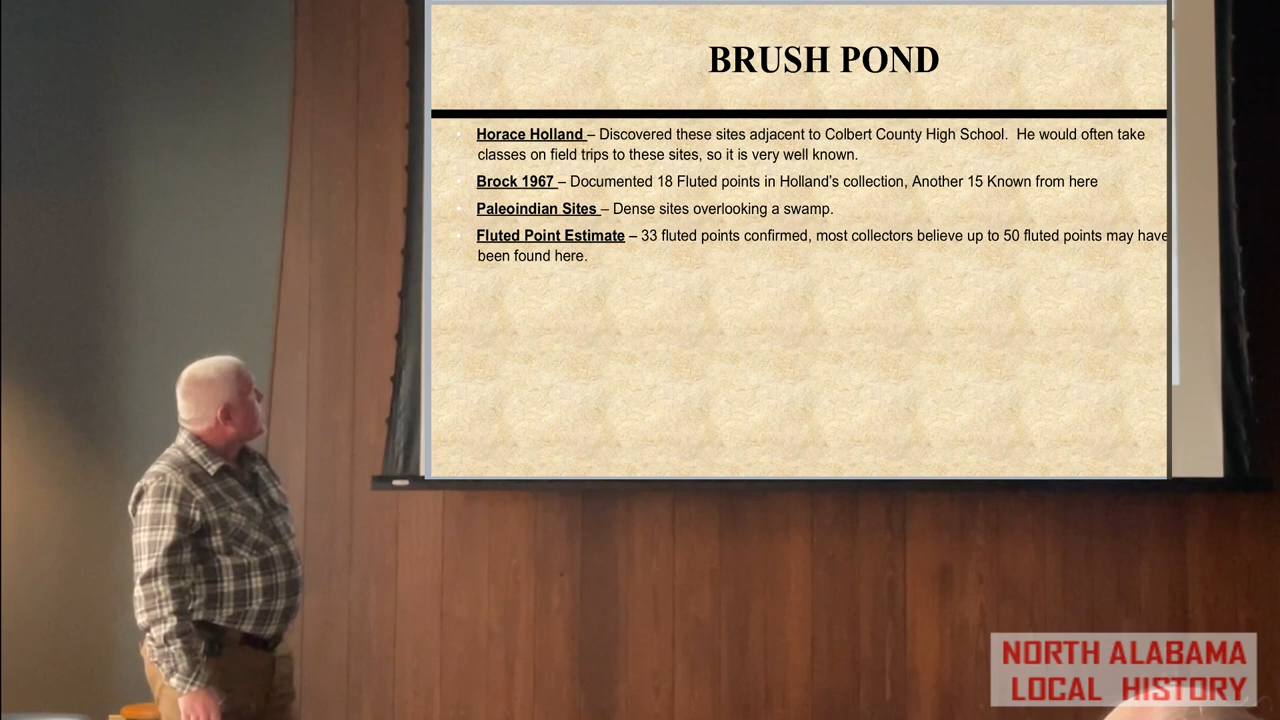 BRUSH POND
Horace Holland – Discovered these sites adjacent to Colbert County High School.  He would often take
classes on field trips to these sites, so it is very well known.
Brock 1967 – Documented 18 Fluted points in Holland's collection, Another 15 Known from here
Paleoindian Sites – Dense sites overlooking a swamp.
Fluted Point Estimate – 33 fluted points confirmed, most collectors believe up to 50 fluted points may have
been found here.
NORTH ALABAMA
LOCAL HISTORY